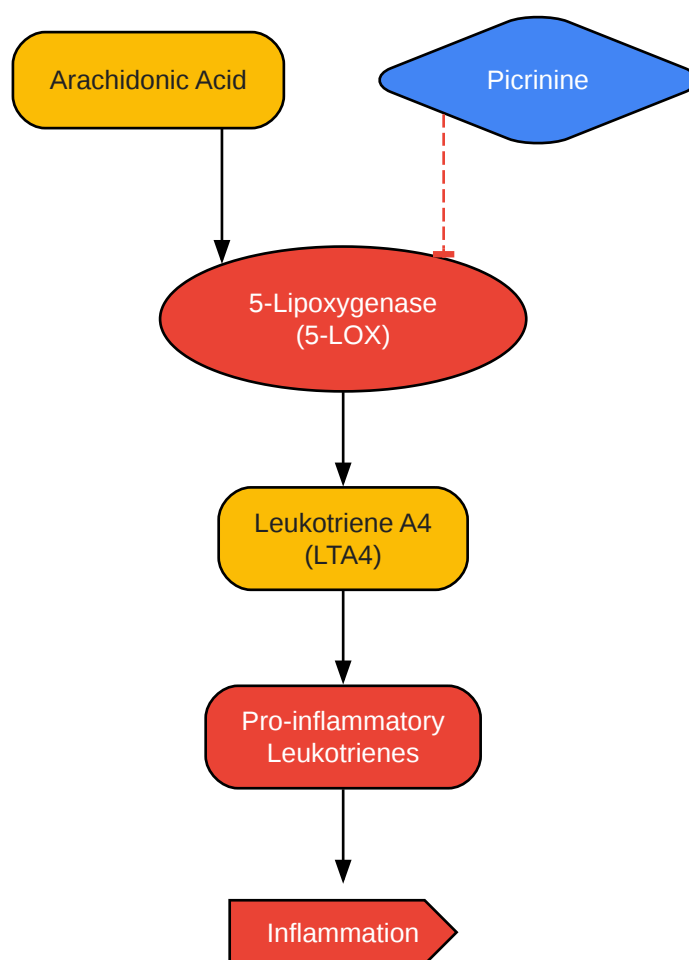 Arachidonic Acid
Picrinine
5-Lipoxygenase
(5-LOX)
Leukotriene A4
(LTA4)
Pro-inflammatory
Leukotrienes
Inflammation